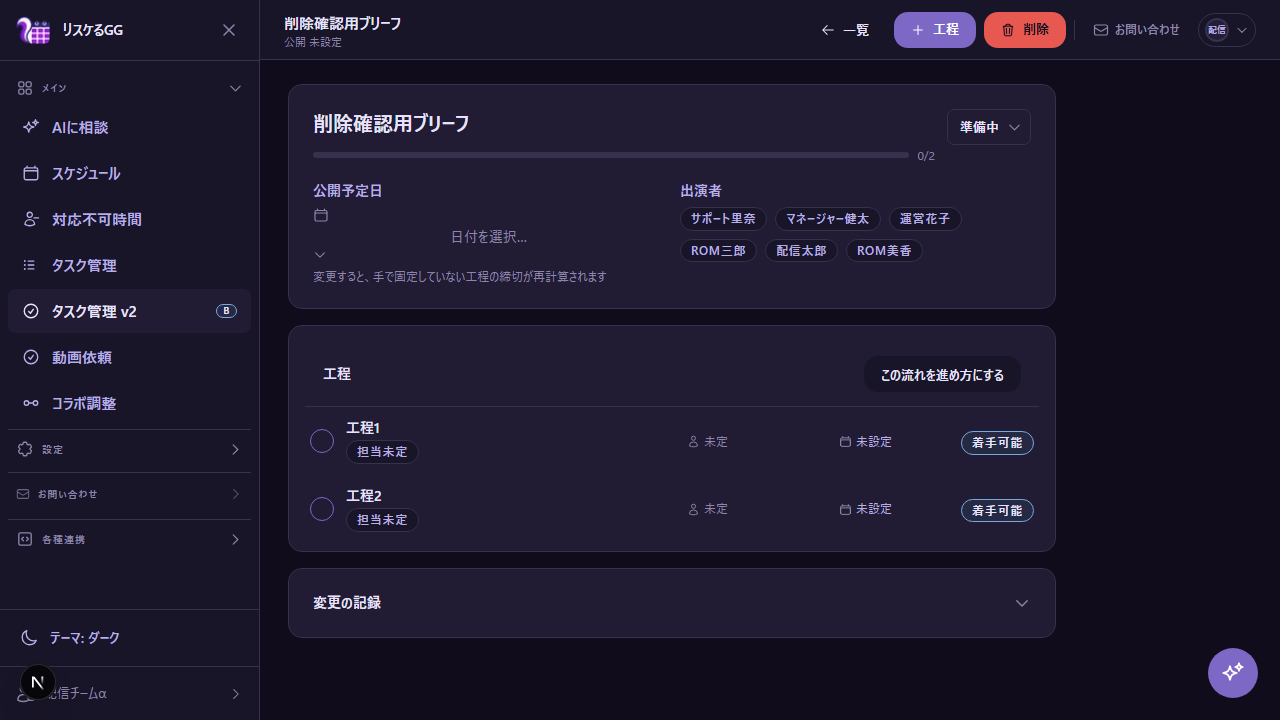 リスケるGG
メイン
AIに相談
スケジュール
対応不可時間
タスク管理
タスク管理 v2
β
動画依頼
コラボ調整
設定
お問い合わせ
各種連携
テーマ: ダーク
N
信チームα
削除確認用ブリーフ
公開 未設定
一覧
工程
削除
お問い合わせ
配信
削除確認用ブリーフ
準備中
0/2
公開予定日
日付を選択...
変更すると、手で固定していない工程の締切が再計算されます
出演者
サポート里奈 マネージャー健太 運営花子
ROM三郎 配信太郎 ROM美香
工程
この流れを進め方にする
工程1
担当未定
未定
未設定
着手可能
工程2
担当未定
未定
未設定
着手可能
変更の記録